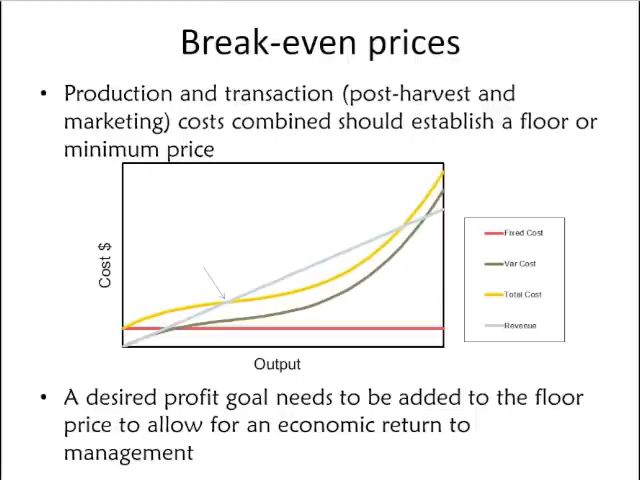 Break-even prices
• Production and transaction (post-harvest and
marketing) costs combined should establish a floor or
minimum price
Cost $
Fixed Cost
Var Cost
Total Cost
Revenue
Output
• A desired profit goal needs to be added to the floor
price to allow for an economic return to
management